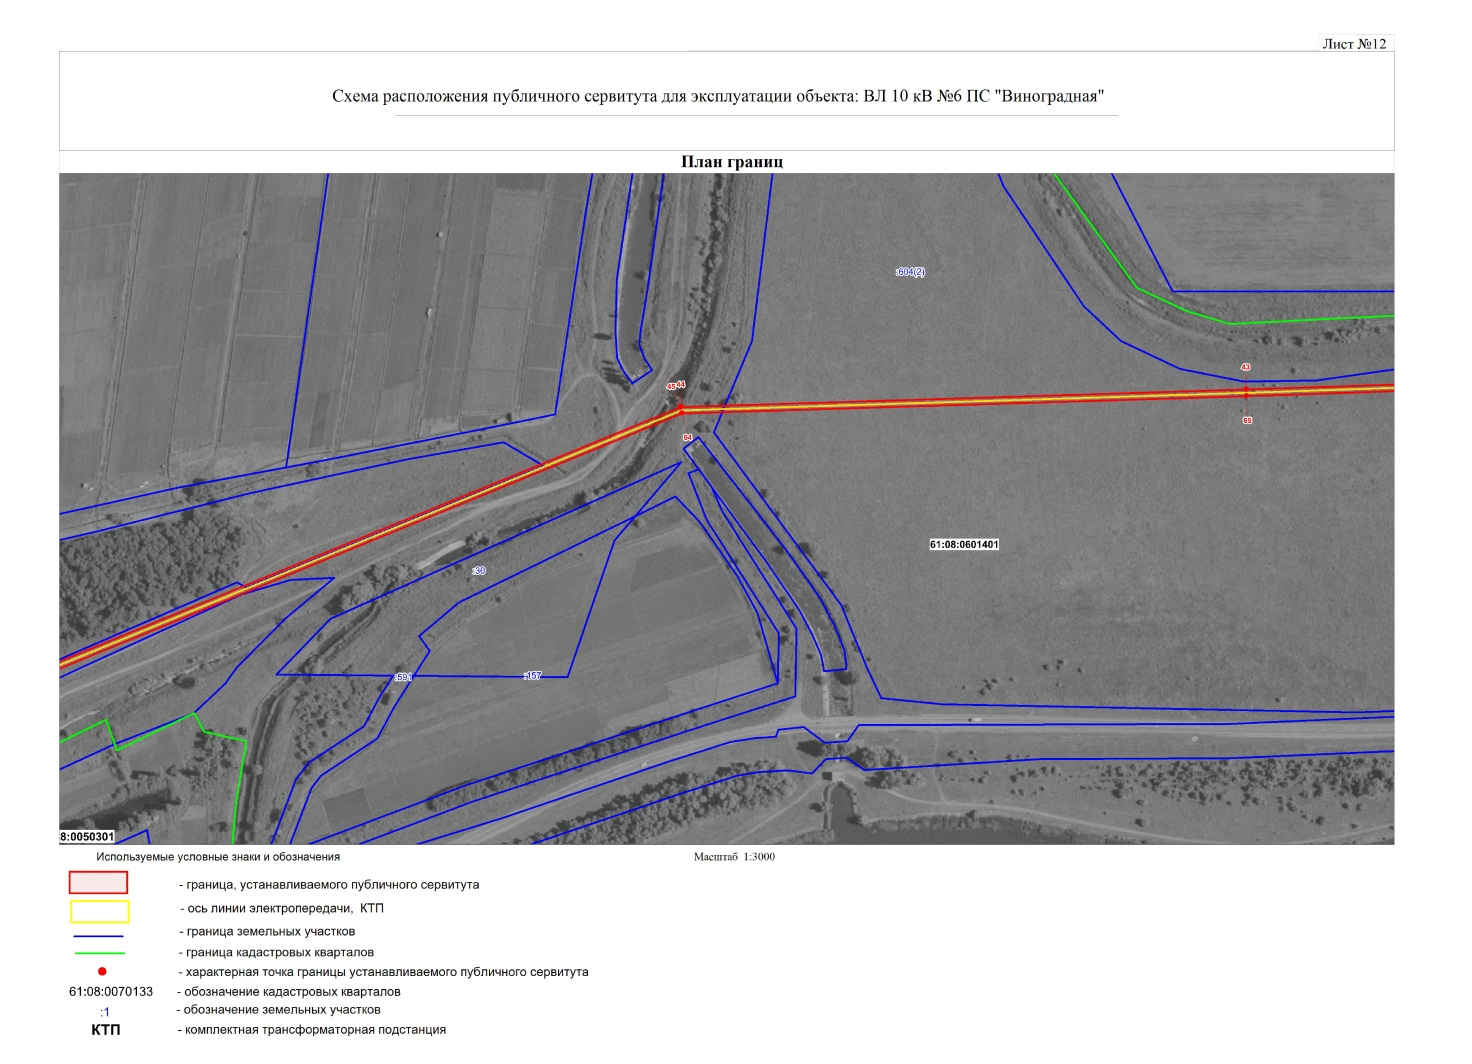 Лист №12
Схема расположения публичного сервитута для эксплуатации объекта: ВЛ 10 кВ №6 ПС "Виноградная"
План границ
:604(2)
43
45 44
65
64
61:08:0601401
:30
:591
:157
8:0050301
Используемые условные знаки и обозначения
Масштаб 1:3000
- граница, устанавливаемого публичного сервитута
- ось линии электропередачи, КТП
- граница земельных участков
- граница кадастровых кварталов
- характерная точка границы устанавливаемого публичного сервитута
61:08:0070133 - обозначение кадастровых кварталов
:1 - обозначение земельных участков
КТП - комплектная трансформаторная подстанция